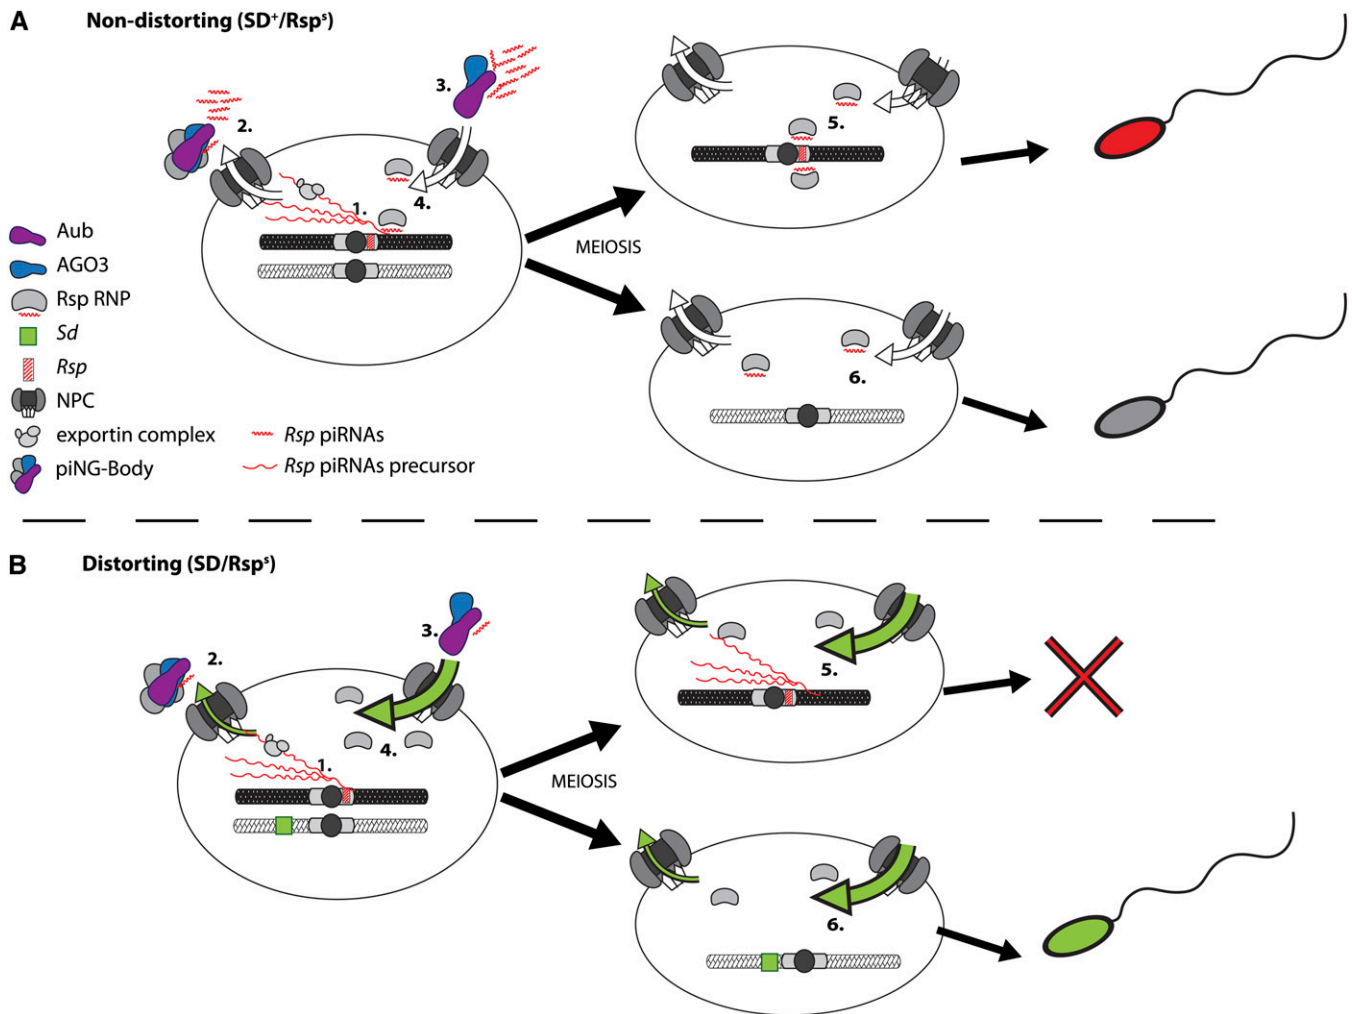 A
Non-distorting (SD⁺/Rspˢ)
3.
2.
5.
1.
4.
MEIOSIS
Aub
AGO3
Rsp RNP
Sd
Rsp
NPC
exportin complex
piNG-Body
Rsp piRNAs
Rsp piRNAs precursor
6.
B
Distorting (SD/Rspˢ)
3.
2.
5.
4.
1.
MEIOSIS
6.